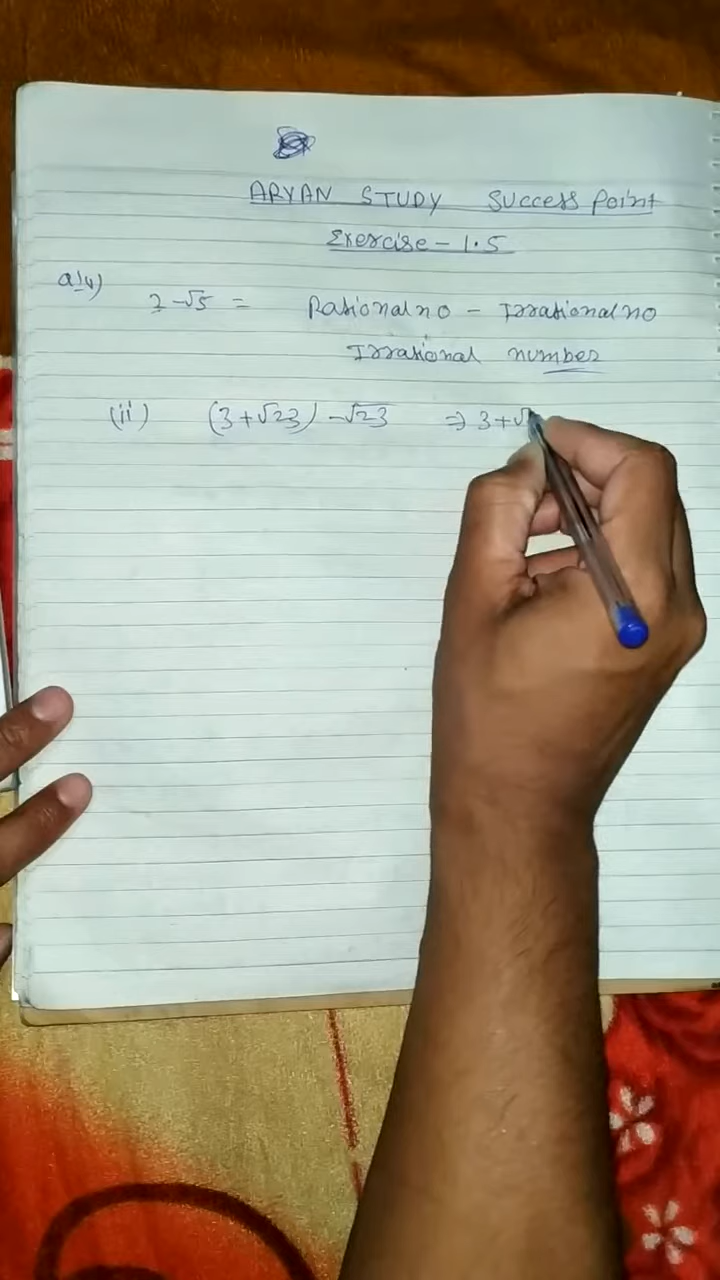 ARYAN STUDY Success Point
Exercise - 1.5
2 - √5 = Rational no - Irrational no
Irrational number
(ii) (3+√23) - √23 ⇒ 3+√